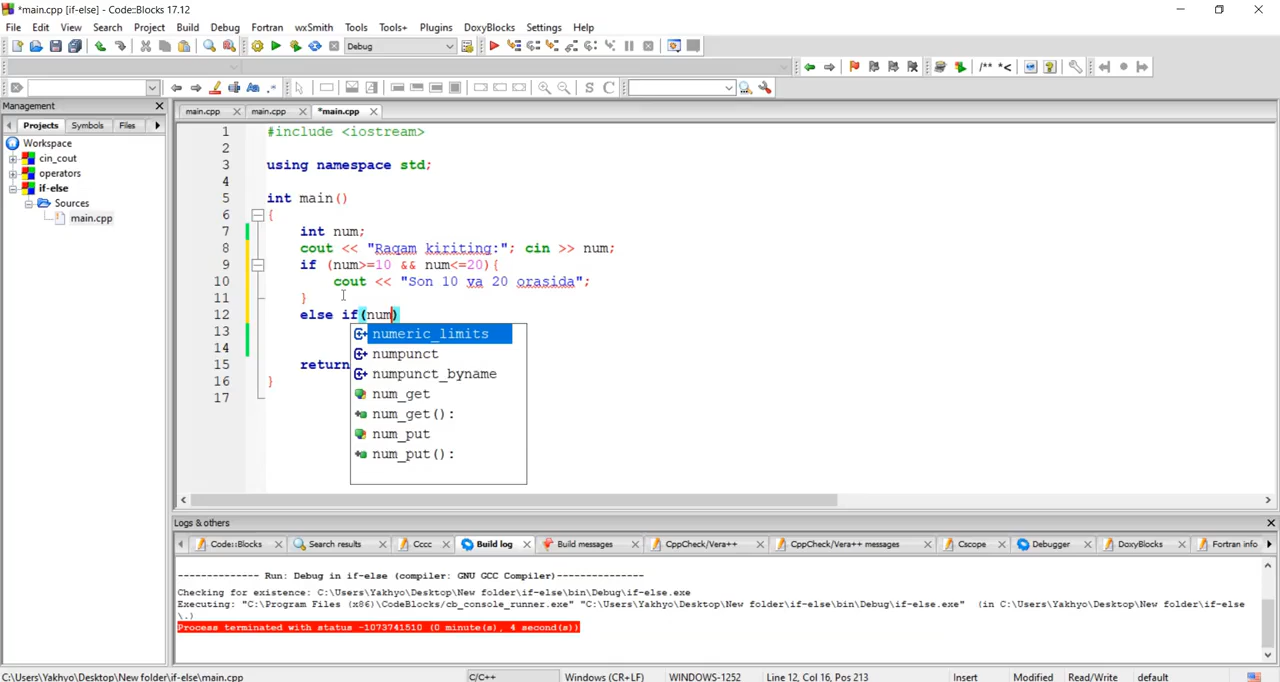 *main.cpp [if-else] - Code::Blocks 17.12
File Edit View Search Project Build Debug Fortran wxSmith Tools Tools+ Plugins DoxyBlocks Settings Help
Debug
/** *<
S C
Management
main.cpp main.cpp *main.cpp
Projects Symbols Files
Workspace
cin_cout
operators
if-else
Sources
main.cpp
1 #include <iostream>
2
3 using namespace std;
4
5 int main()
6 {
7 int num;
8 cout << "Raqam kiriting:"; cin >> num;
9 if (num>=10 && num<=20){
10 cout << "Son 10 va 20 orasida";
11 }
12 else if(num)
13
14
15 return
16 }
17
numeric_limits
numpunct
numpunct_byname
num_get
num_get():
num_put
num_put():
Logs & others
Code::Blocks Search results Cccc Build log Build messages CppCheck/Vera++ CppCheck/Vera++ messages Cscope Debugger DoxyBlocks Fortran info
-------------- Run: Debug in if-else (compiler: GNU GCC Compiler)---------------
Checking for existence: C:\Users\Yakhyo\Desktop\New folder\if-else\bin\Debug\if-else.exe
Executing: "C:\Program Files (x86)\CodeBlocks/cb_console_runner.exe" "C:\Users\Yakhyo\Desktop\New folder\if-else\bin\Debug\if-else.exe"  (in C:\Users\Yakhyo\Desktop\New folder\if-else
\.)
Process terminated with status -1073741510 (0 minute(s), 4 second(s))
C:\Users\Yakhyo\Desktop\New folder\if-else\main.cpp C/C++ Windows (CR+LF) WINDOWS-1252 Line 12, Col 16, Pos 213 Insert Modified Read/Write default